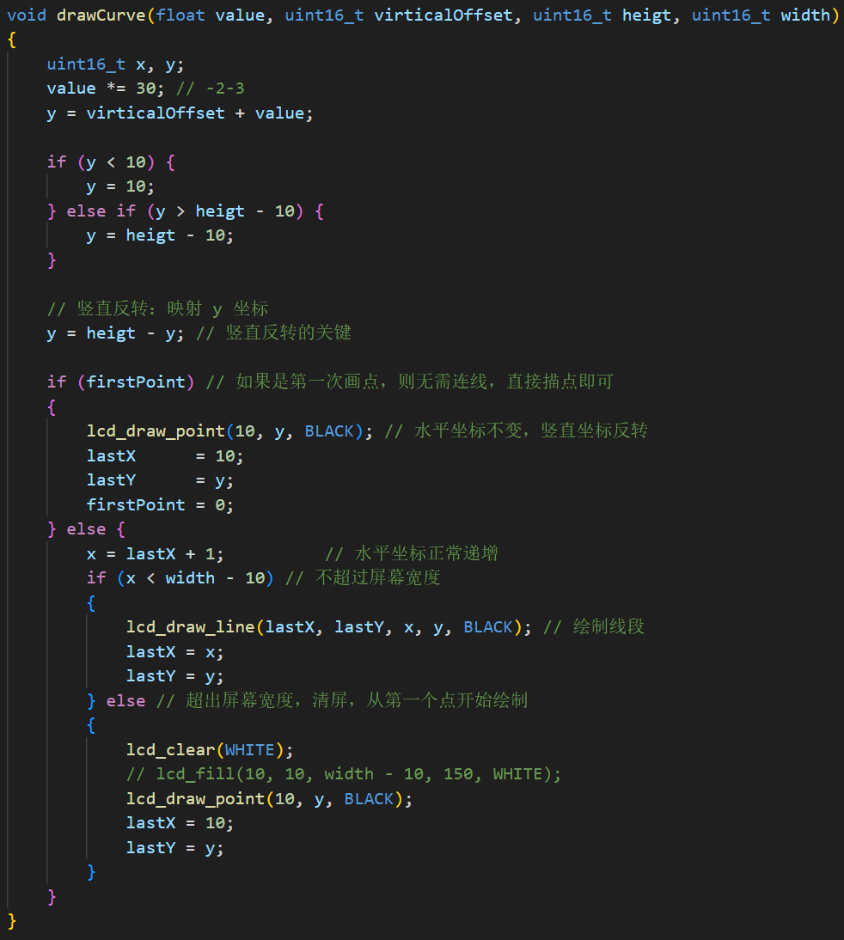 void drawCurve(float value, uint16_t virticalOffset, uint16_t heigt, uint16_t width)
{
    uint16_t x, y;
    value *= 30; // -2-3
    y = virticalOffset + value;

    if (y < 10) {
        y = 10;
    } else if (y > heigt - 10) {
        y = heigt - 10;
    }

    // 竖直反转：映射 y 坐标
    y = heigt - y; // 竖直反转的关键

    if (firstPoint) // 如果是第一次画点，则无需连线，直接描点即可
    {
        lcd_draw_point(10, y, BLACK); // 水平坐标不变，竖直坐标反转
        lastX      = 10;
        lastY      = y;
        firstPoint = 0;
    } else {
        x = lastX + 1;          // 水平坐标正常递增
        if (x < width - 10) // 不超过屏幕宽度
        {
            lcd_draw_line(lastX, lastY, x, y, BLACK); // 绘制线段
            lastX = x;
            lastY = y;
        } else // 超出屏幕宽度，清屏，从第一个点开始绘制
        {
            lcd_clear(WHITE);
            // lcd_fill(10, 10, width - 10, 150, WHITE);
            lcd_draw_point(10, y, BLACK);
            lastX = 10;
            lastY = y;
        }
    }
}